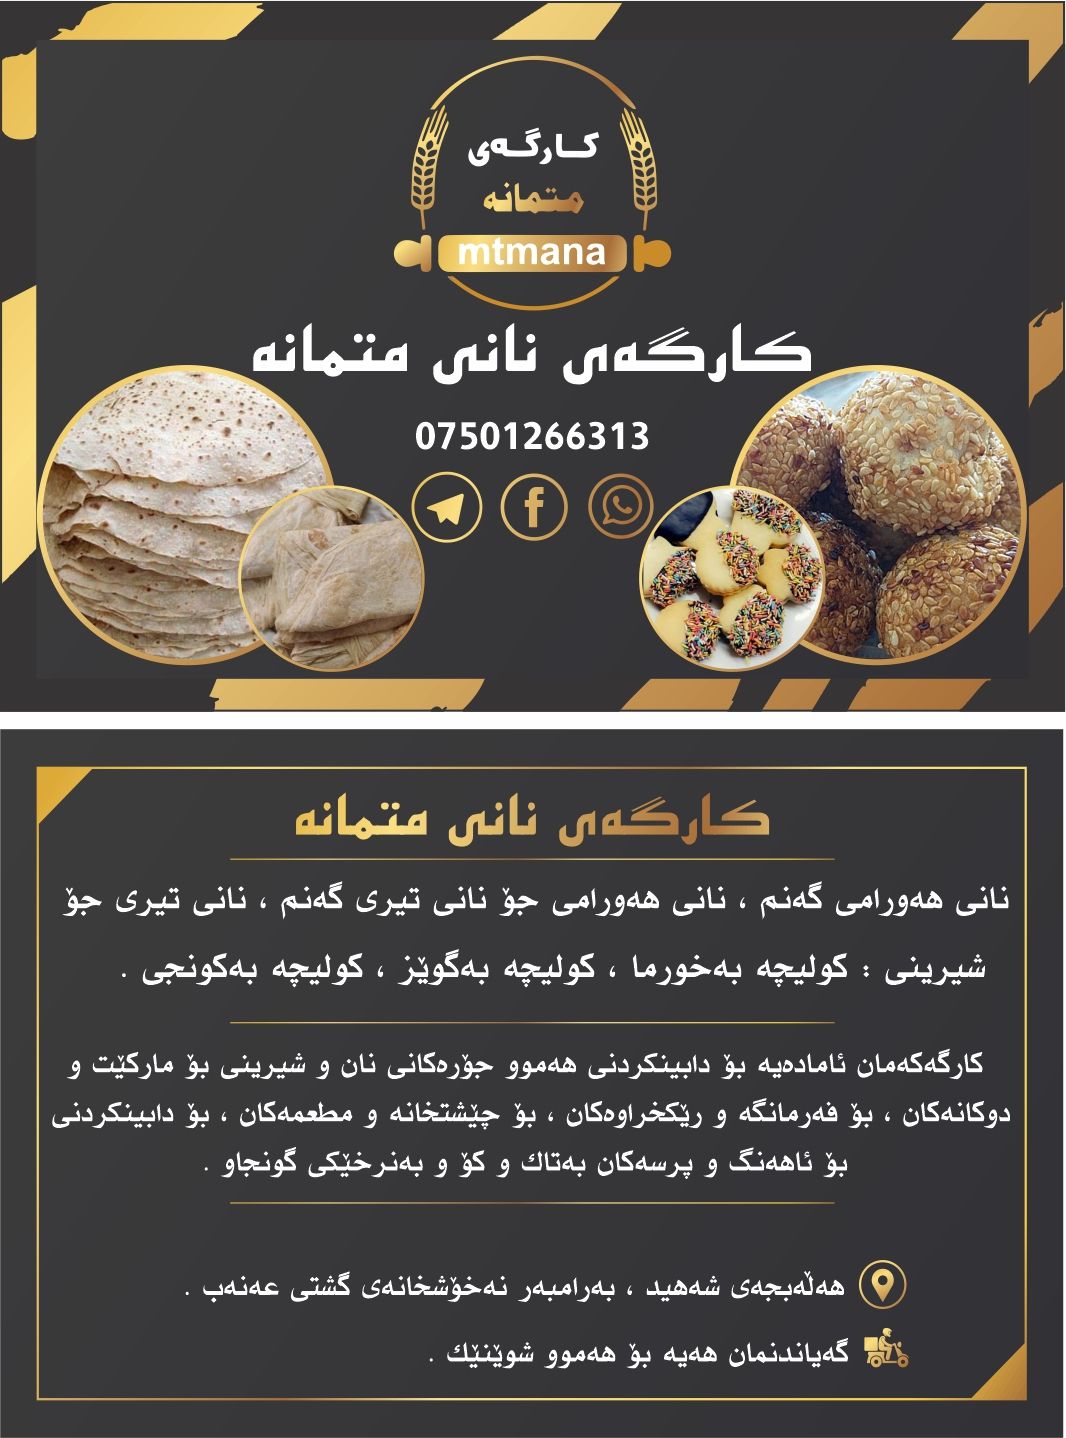 کارگەی
متمانە
mtmana
کارگەی نانی متمانە
07501266313
کارگەی نانی متمانە
نانی هەورامی گەنم ، نانی هەورامی جۆ نانی تیری گەنم ، نانی تیری جۆ
شیرینی : کولیچە بەخورما ، کولیچە بەگوێز ، کولیچە بەکونجی .
کارگەکەمان ئامادەیە بۆ دابینکردنی هەموو جۆرەکانی نان و شیرینی بۆ مارکێت و
دوکانەکان ، بۆ فەرمانگە و رێکخراوەکان ، بۆ چێشتخانە و مطعمەکان ، بۆ دابینکردنی
بۆ ئاهەنگ و پرسەکان بەتاك و کۆ و بەنرخێکی گونجاو .
هەڵەبجەی شەهید ، بەرامبەر نەخۆشخانەی گشتی عەنەب .
گەیاندنمان هەیە بۆ هەموو شوێنێك .